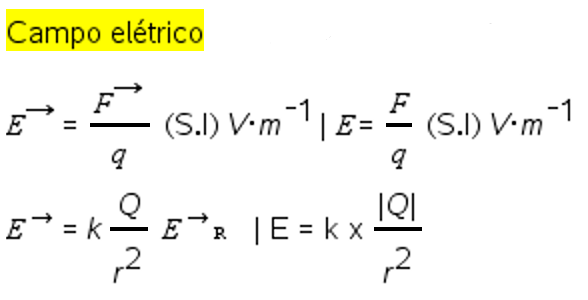 Campo elétrico
E→ = F→/q (S.I) V·m⁻¹ | E= F/q (S.I) V·m⁻¹
E→ = k Q/r² E→R | E = k x |Q|/r²